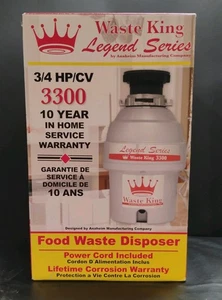 Waste King
Legend Series
by Anaheim Manufacturing Company
3/4 HP/CV
3300
10 YEAR
IN HOME
SERVICE
WARRANTY
GARANTIE DE
SERVICE À
DOMICILE DE
10 ANS
Legend Series
Waste King 3300
Waste King
Designed by Anaheim Manufacturing Company
Food Waste Disposer
Power Cord Included
Cordon D Alimentation Inclus
Lifetime Corrosion Warranty
Protection a Vie Contre La Corrosion